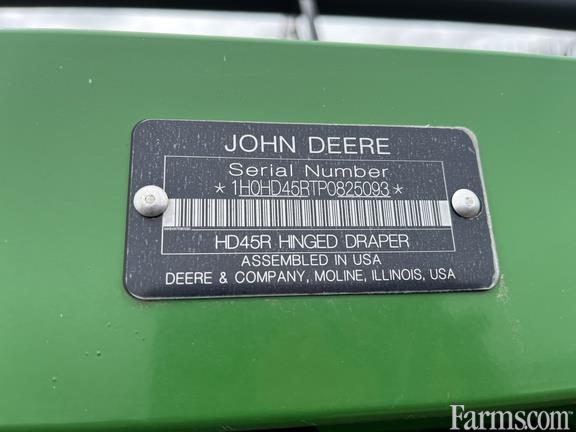 JOHN DEERE
Serial Number
*1H0HD45RTP0825093*
HD45R HINGED DRAPER
ASSEMBLED IN USA
DEERE & COMPANY, MOLINE, ILLINOIS, USA
Farms.com